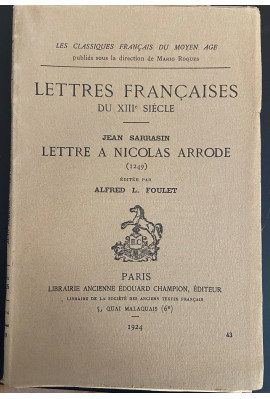 LES CLASSIQUES FRANÇAIS DU MOYEN AGE
publiés sous la direction de MARIO ROQUES
LETTRES FRANÇAISES
DU XIIIe SIÈCLE
JEAN SARRASIN
LETTRE A NICOLAS ARRODE
(1249)
ÉDITÉE PAR
ALFRED L. FOULET
PARIS
LIBRAIRIE ANCIENNE ÉDOUARD CHAMPION, ÉDITEUR
LIBRAIRE DE LA SOCIÉTÉ DES ANCIENS TEXTES FRANÇAIS
5, QUAI MALAQUAIS (6e)
1924
43